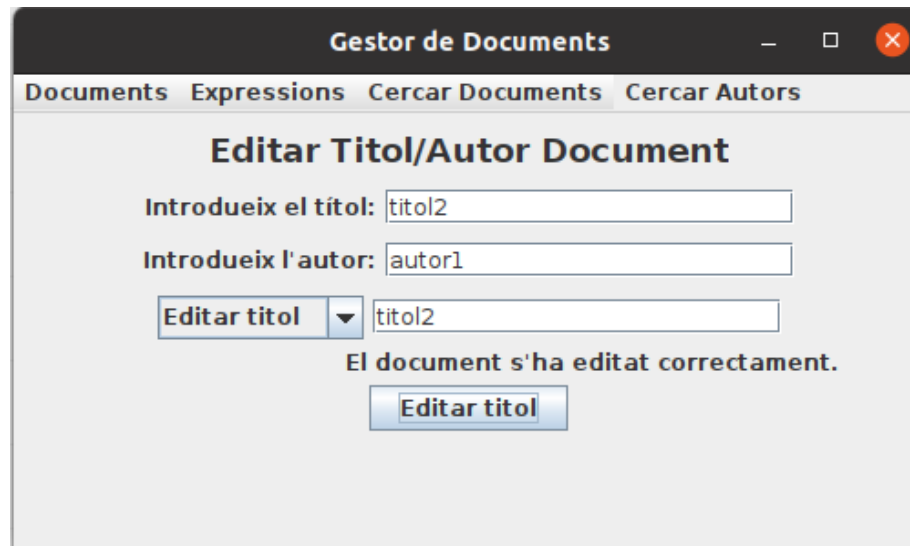 Gestor de Documents
Documents Expressions Cercar Documents Cercar Autors
Editar Titol/Autor Document
Introdueix el títol: titol2
Introdueix l'autor: autor1
Editar titol titol2
El document s'ha editat correctament.
Editar titol